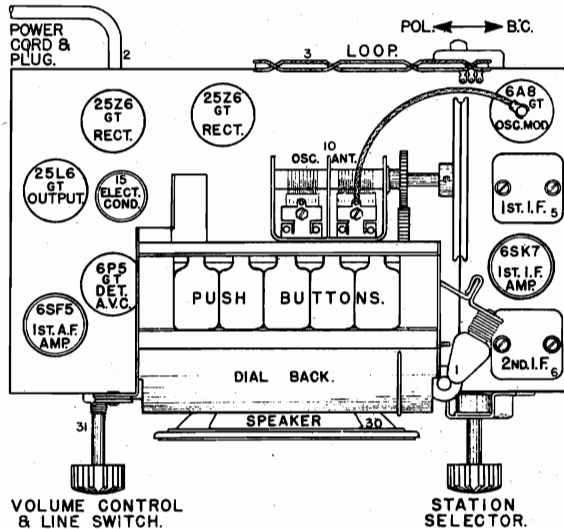 POWER
CORD &
PLUG.
2
3
LOOP.
POL.
B.C.
25Z6
GT
RECT.
25Z6
GT
RECT.
6A8
GT
OSC. MOD
10
OSC.
ANT.
25L6
GT
OUTPUT.
15
ELECT.
COND.
1ST. I.F. 5
6P5
GT
DET.
A.V.C.
6SK7
1ST. I.F.
AMP.
PUSH BUTTONS.
6SF5
1ST. A.F.
AMP.
2ND. I.F. 6
1
DIAL BACK.
SPEAKER
30
31
VOLUME CONTROL
& LINE SWITCH.
STATION
SELECTOR.